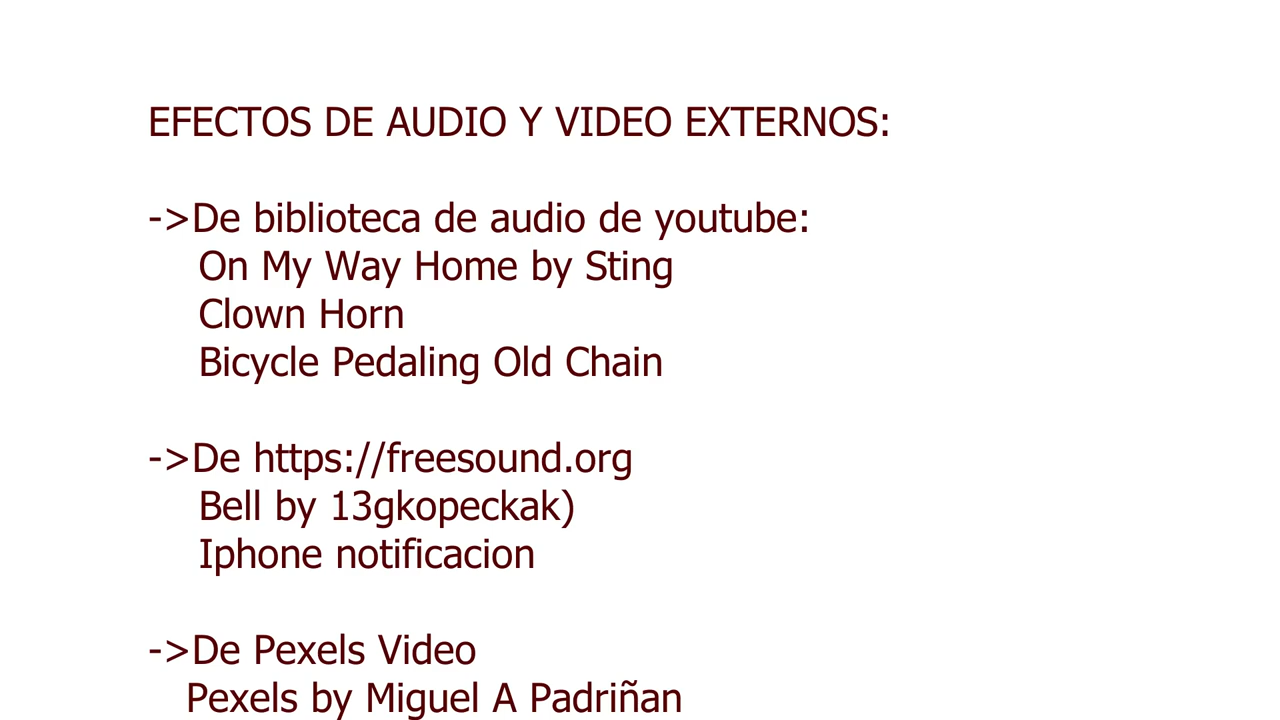 EFECTOS DE AUDIO Y VIDEO EXTERNOS:
->De biblioteca de audio de youtube:
On My Way Home by Sting
Clown Horn
Bicycle Pedaling Old Chain
->De https://freesound.org
Bell by 13gkopeckak)
Iphone notificacion
->De Pexels Video
Pexels by Miguel A Padriñan